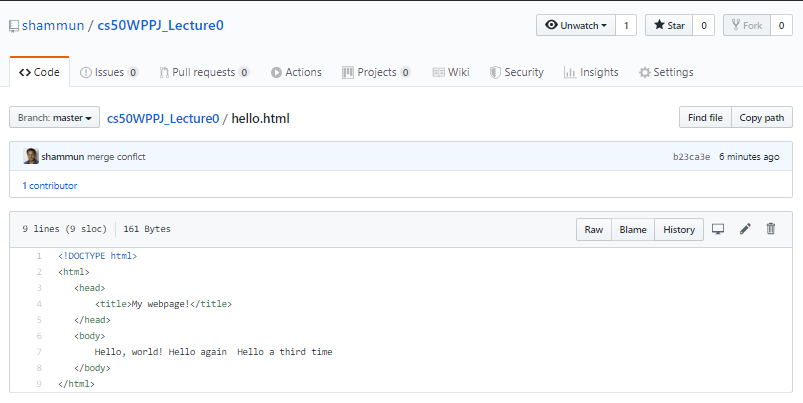 shammun / cs50WPPJ_Lecture0 Unwatch 1 Star 0 Fork 0
Code Issues 0 Pull requests 0 Actions Projects 0 Wiki Security Insights Settings
Branch: master cs50WPPJ_Lecture0 / hello.html Find file Copy path
shammun merge confict b23ca3e 6 minutes ago
1 contributor
9 lines (9 sloc) 161 Bytes Raw Blame History
1 <!DOCTYPE html>
2 <html>
3 <head>
4 <title>My webpage!</title>
5 </head>
6 <body>
7 Hello, world! Hello again  Hello a third time
8 </body>
9 </html>